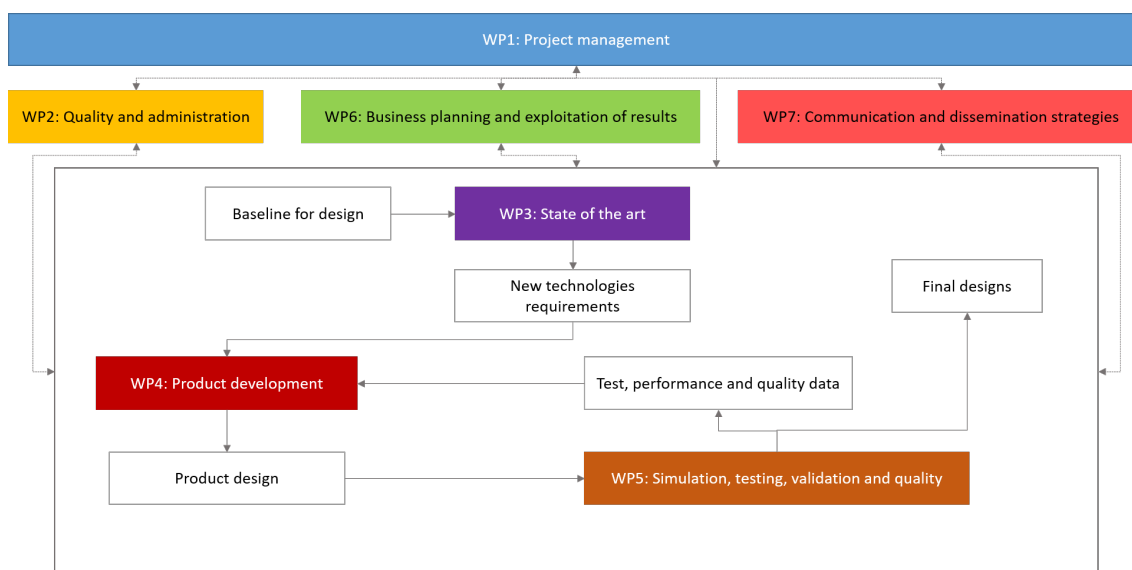 WP1: Project management
WP2: Quality and administration
WP6: Business planning and exploitation of results
WP7: Communication and dissemination strategies
Baseline for design
WP3: State of the art
New technologies
requirements
Final designs
WP4: Product development
Test, performance and quality data
Product design
WP5: Simulation, testing, validation and quality